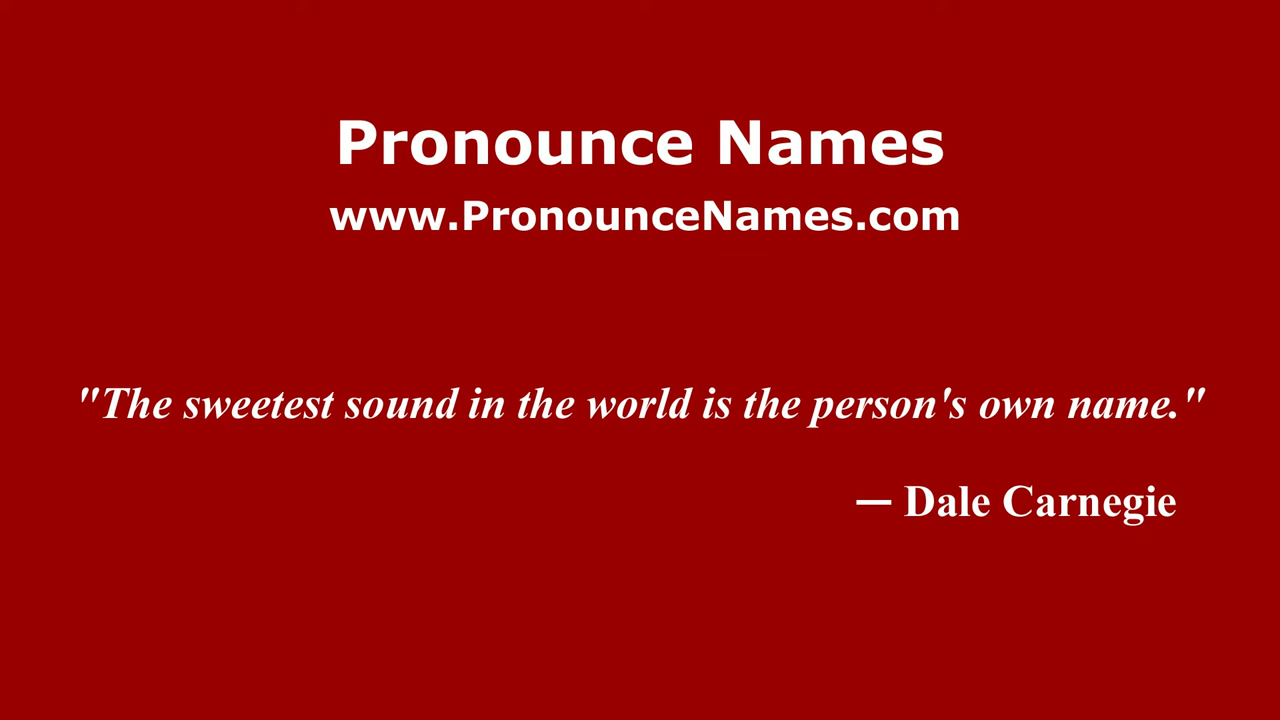 Pronounce Names
www.PronounceNames.com
"The sweetest sound in the world is the person's own name."
— Dale Carnegie